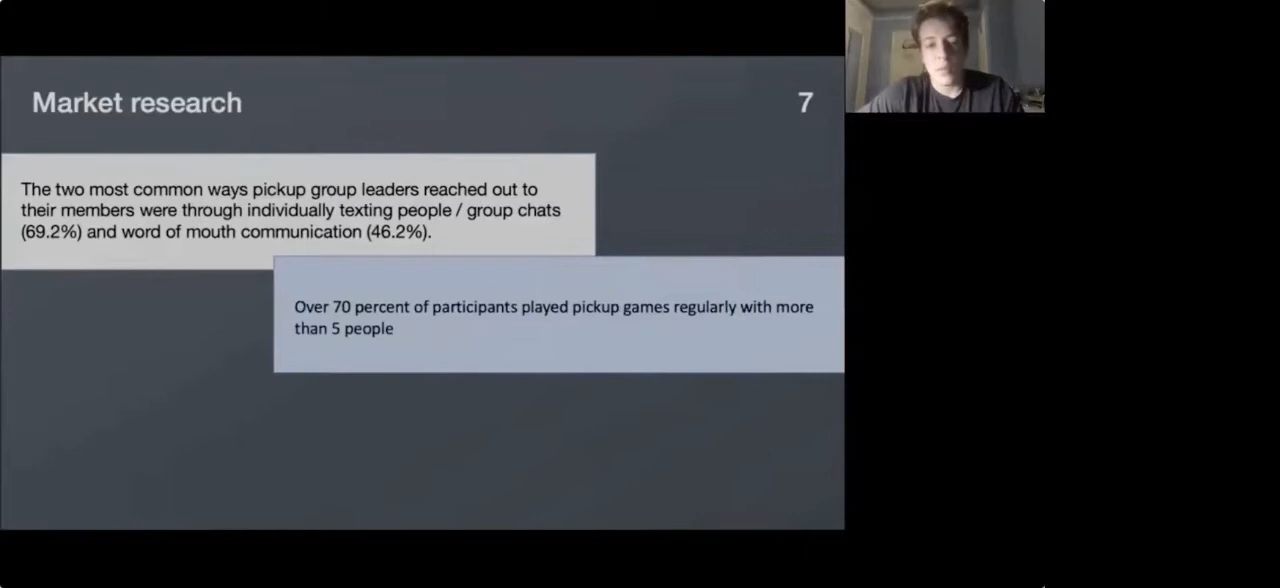 Market research
7
The two most common ways pickup group leaders reached out to
their members were through individually texting people / group chats
(69.2%) and word of mouth communication (46.2%).
Over 70 percent of participants played pickup games regularly with more
than 5 people